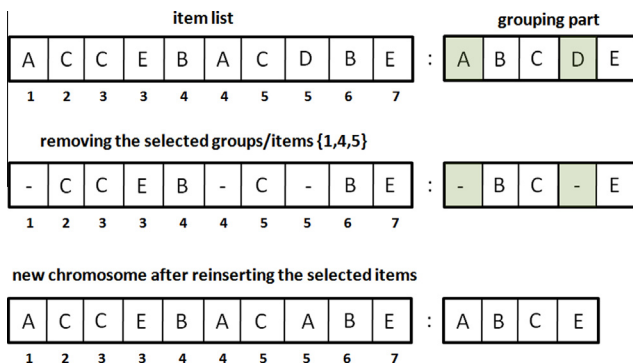 item list grouping part
A C C E B A C D B E : A B C D E
1 2 3 3 4 4 5 5 6 7
removing the selected groups/items {1,4,5}
- C C E B - C - B E : - B C - E
1 2 3 3 4 4 5 5 6 7
new chromosome after reinserting the selected items
A C C E B A C A B E : A B C E
1 2 3 3 4 4 5 5 6 7